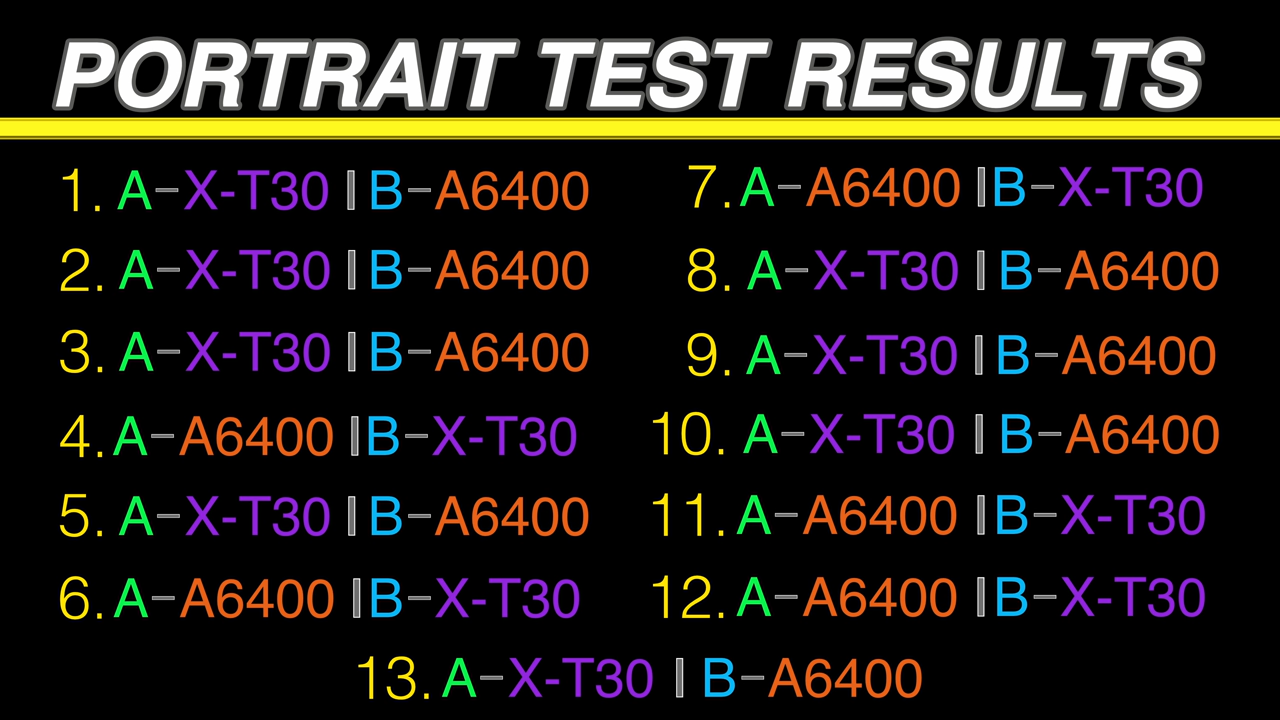 PORTRAIT TEST RESULTS
1. A-X-T30 | B-A6400
2. A-X-T30 | B-A6400
3. A-X-T30 | B-A6400
4. A-A6400 | B-X-T30
5. A-X-T30 | B-A6400
6. A-A6400 | B-X-T30
7. A-A6400 | B-X-T30
8. A-X-T30 | B-A6400
9. A-X-T30 | B-A6400
10. A-X-T30 | B-A6400
11. A-A6400 | B-X-T30
12. A-A6400 | B-X-T30
13. A-X-T30 | B-A6400